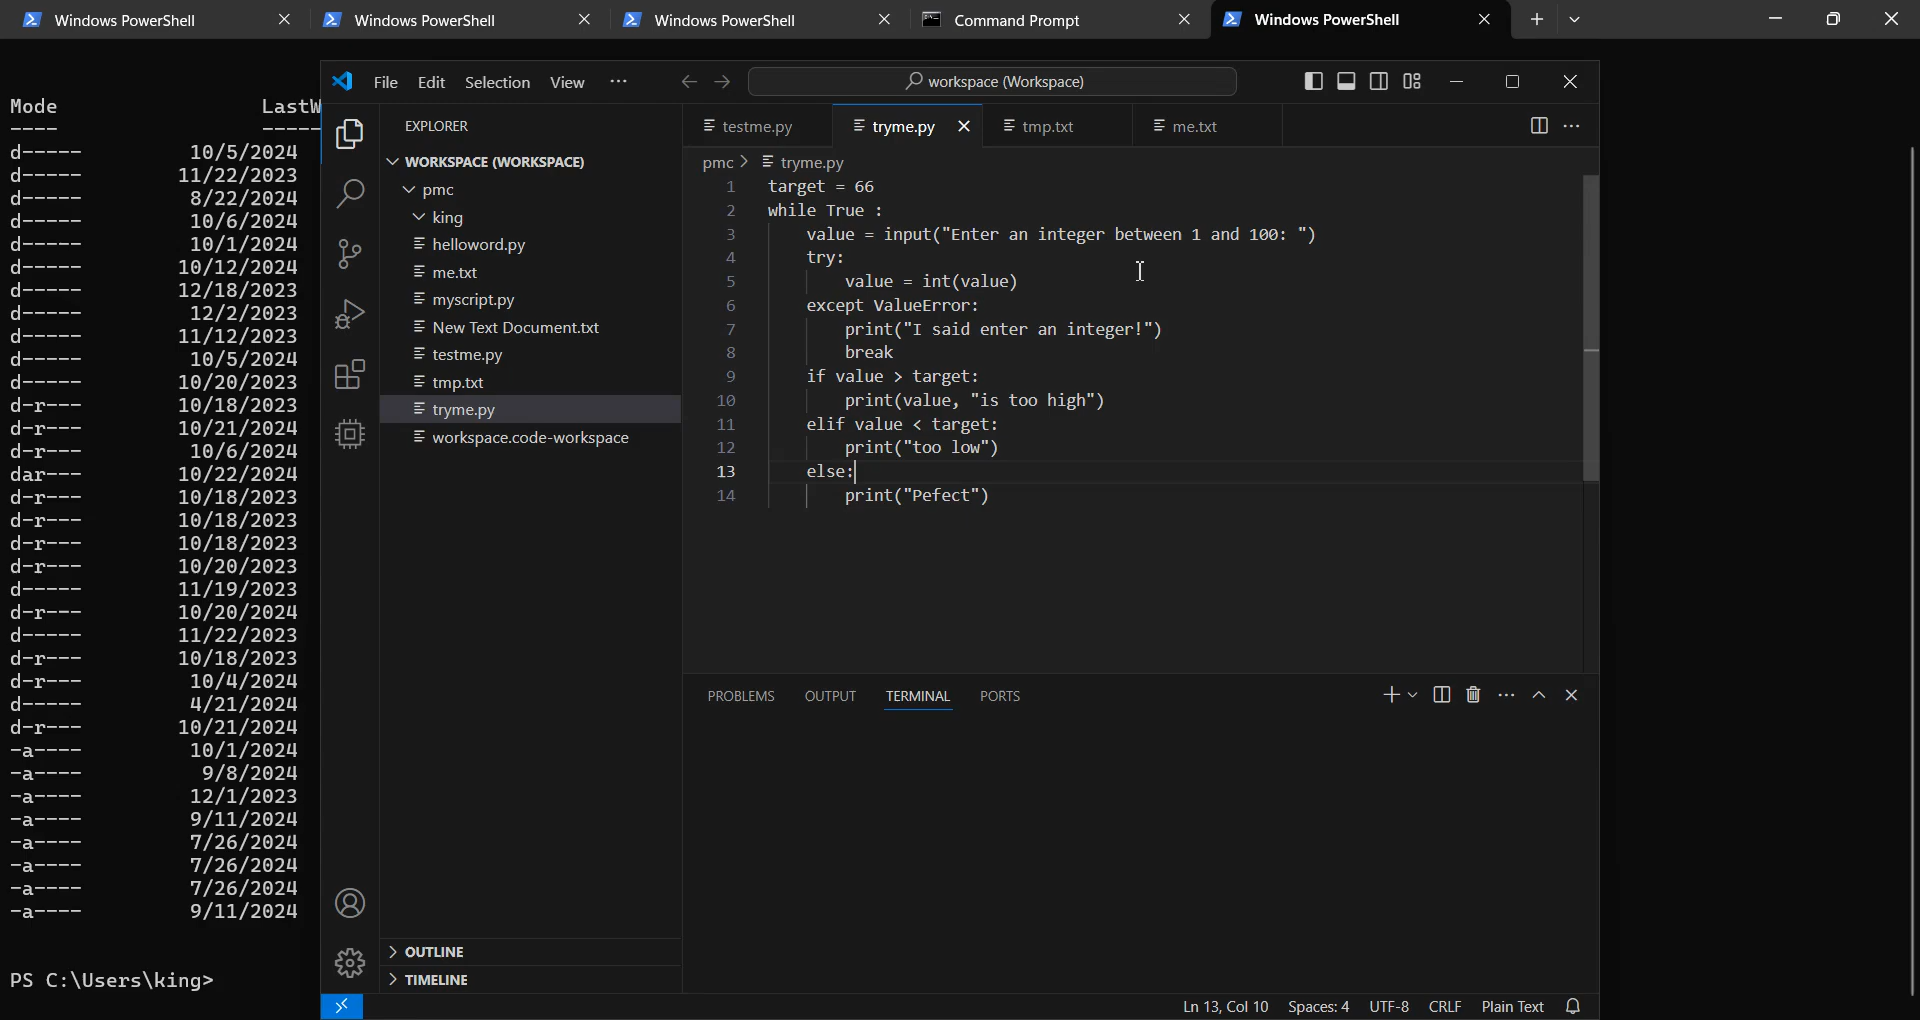 Windows PowerShell
Windows PowerShell
Windows PowerShell
Command Prompt
Windows PowerShell
Mode LastW
---- -----
d----- 10/5/2024
d----- 11/22/2023
d----- 8/22/2024
d----- 10/6/2024
d----- 10/1/2024
d----- 10/12/2024
d----- 12/18/2023
d----- 12/2/2023
d----- 11/12/2023
d----- 10/5/2024
d----- 10/20/2023
d-r--- 10/18/2023
d-r--- 10/21/2024
d-r--- 10/6/2024
dar--- 10/22/2024
d-r--- 10/18/2023
d-r--- 10/18/2023
d-r--- 10/18/2023
d-r--- 10/20/2023
d----- 11/19/2023
d-r--- 10/20/2024
d----- 11/22/2023
d-r--- 10/18/2023
d-r--- 10/4/2024
d----- 4/21/2024
d-r--- 10/21/2024
-a---- 10/1/2024
-a---- 9/8/2024
-a---- 12/1/2023
-a---- 9/11/2024
-a---- 7/26/2024
-a---- 7/26/2024
-a---- 7/26/2024
-a---- 9/11/2024
PS C:\Users\king>
File Edit Selection View ···
workspace (Workspace)
EXPLORER
WORKSPACE (WORKSPACE)
pmc
king
helloword.py
me.txt
myscript.py
New Text Document.txt
testme.py
tmp.txt
tryme.py
workspace.code-workspace
OUTLINE
TIMELINE
testme.py tryme.py tmp.txt me.txt
pmc > tryme.py
1 target = 66
2 while True :
3 value = input("Enter an integer between 1 and 100: ")
4 try:
5 value = int(value)
6 except ValueError:
7 print("I said enter an integer!")
8 break
9 if value > target:
10 print(value, "is too high")
11 elif value < target:
12 print("too low")
13 else:
14 print("Pefect")
PROBLEMS OUTPUT TERMINAL PORTS
Ln 13, Col 10 Spaces: 4 UTF-8 CRLF Plain Text